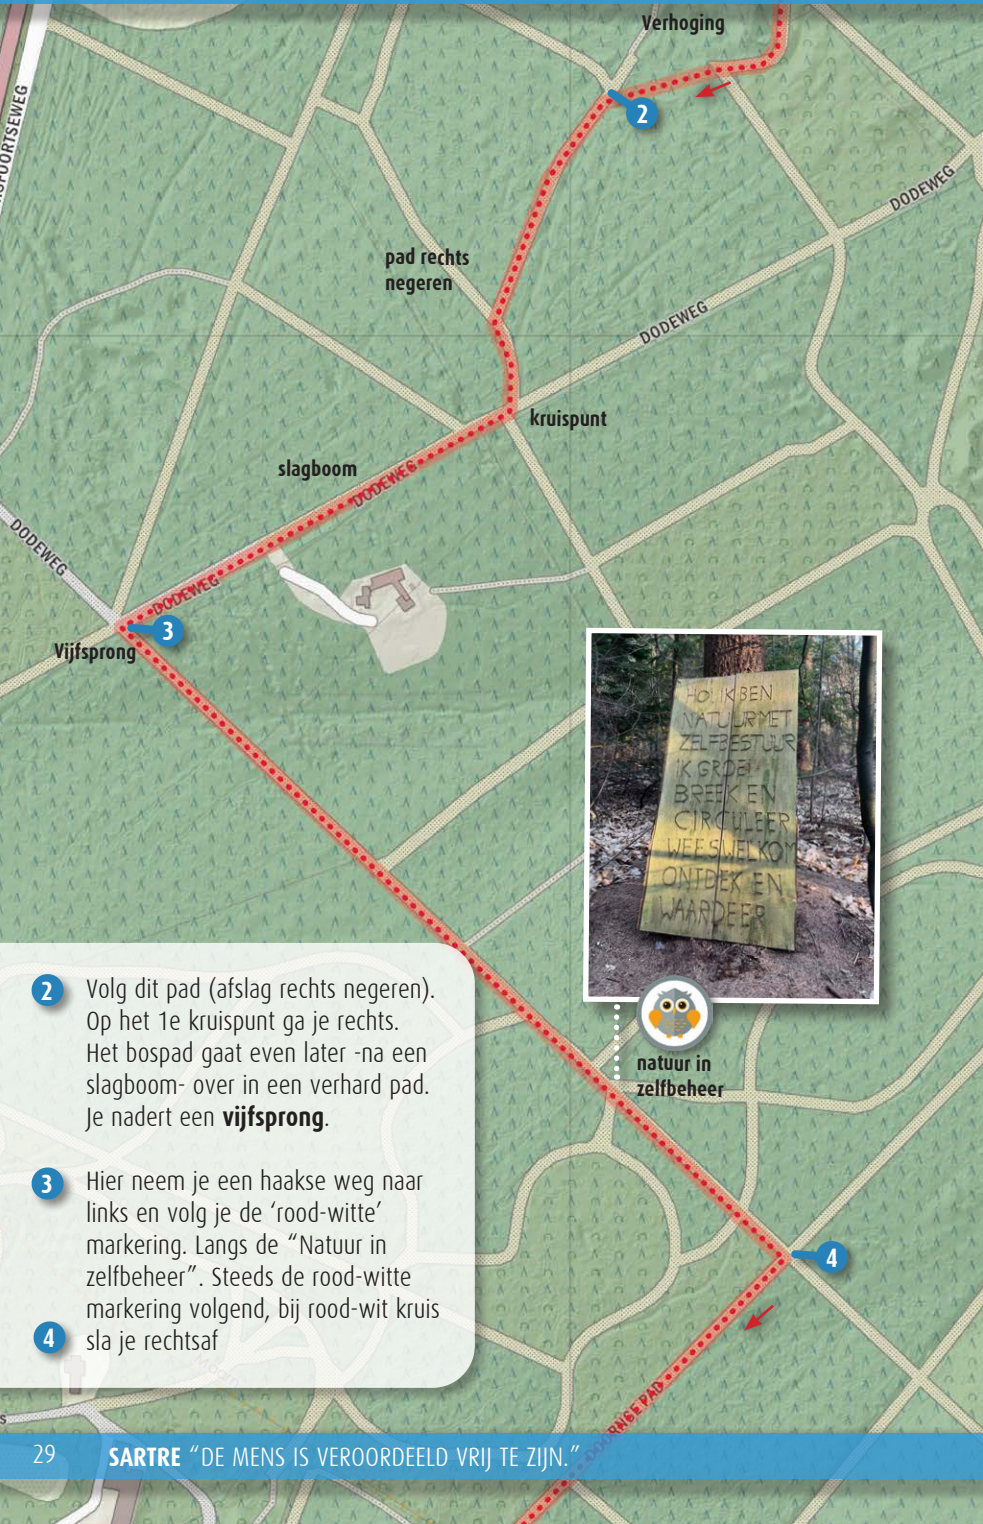 Verhoging
2
DODEWEG
pad rechts
negeren
DODEWEG
kruispunt
slagboom
DODEWEG
DODEWEG
DODEWEG
3
Vijfsprong
HO! IK BEN
NATUUR MET
ZELFBESTUUR
IK GROEI
BREEK EN
CIRCULEER
WEES WELKOM
ONTDEK EN
WAARDEER
natuur in
zelfbeheer
2 Volg dit pad (afslag rechts negeren).
Op het 1e kruispunt ga je rechts.
Het bospad gaat even later -na een
slagboom- over in een verhard pad.
Je nadert een vijfsprong.
3 Hier neem je een haakse weg naar
links en volg je de ‘rood-witte’
markering. Langs de “Natuur in
zelfbeheer”. Steeds de rood-witte
markering volgend, bij rood-wit kruis
4 sla je rechtsaf
4
PAD
29 SARTRE “DE MENS IS VEROORDEELD VRIJ TE ZIJN.”